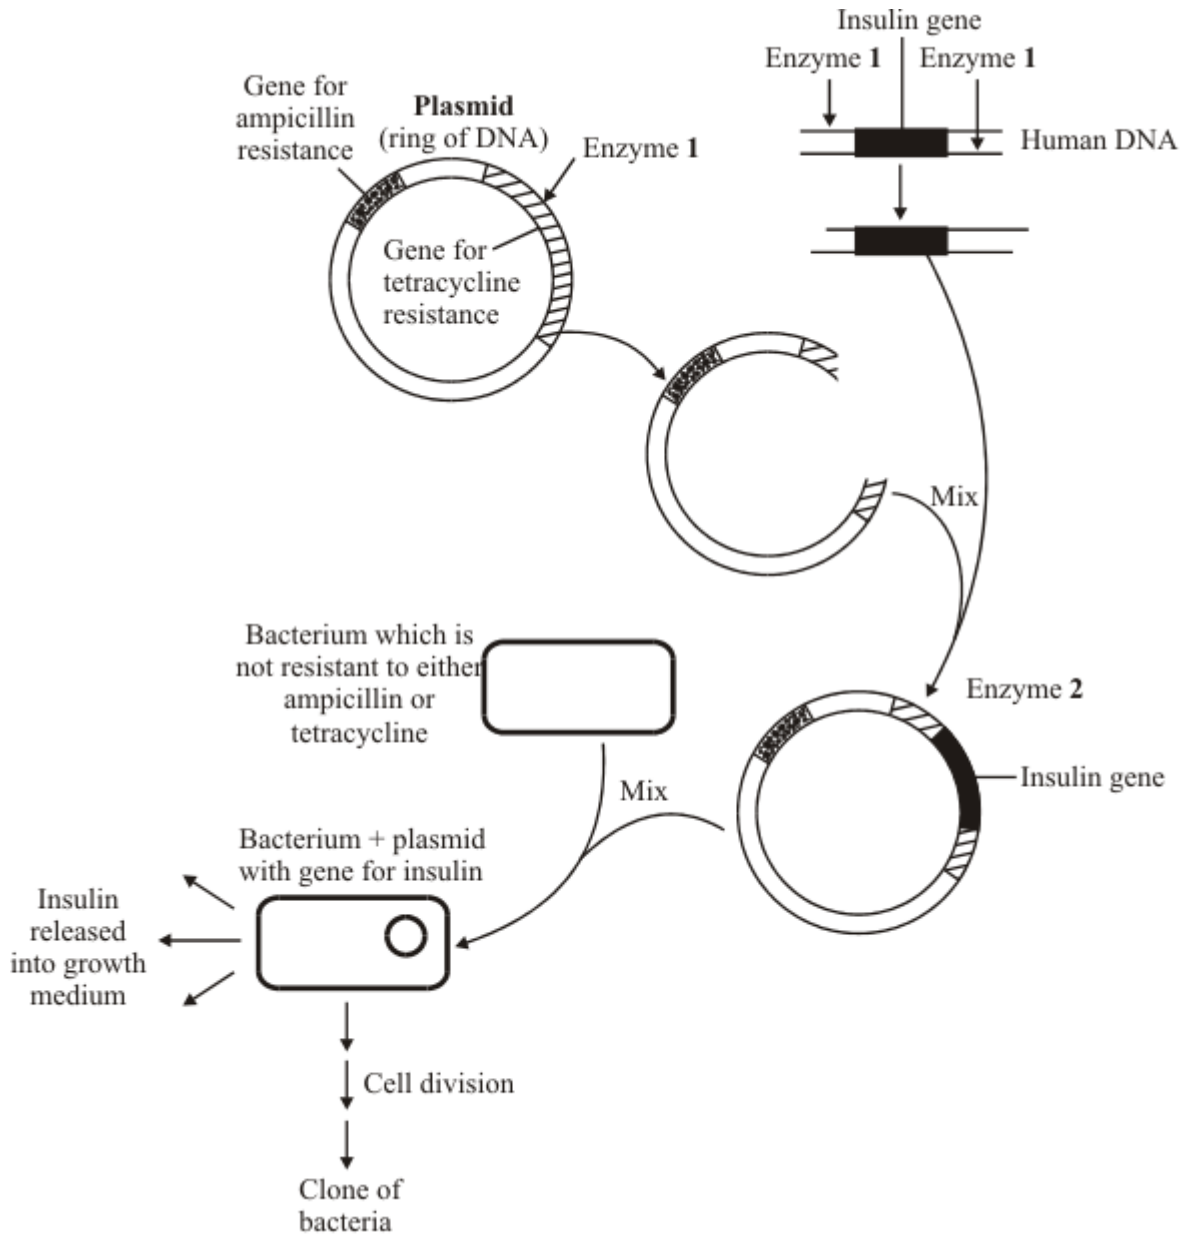 Insulin gene
Enzyme 1
Enzyme 1
Human DNA
Gene for
ampicillin
resistance
Plasmid
(ring of DNA)
Enzyme 1
Gene for
tetracycline
resistance
Mix
Bacterium which is
not resistant to either
ampicillin or
tetracycline
Enzyme 2
Insulin gene
Mix
Bacterium + plasmid
with gene for insulin
Insulin
released
into growth
medium
Cell division
Clone of
bacteria